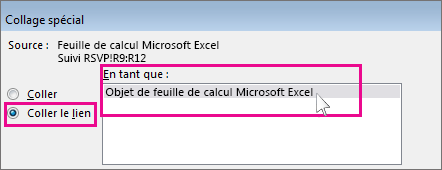 Collage spécial
Source : Feuille de calcul Microsoft Excel
Suivi RSVP!R9:R12
En tant que :
Coller
Objet de feuille de calcul Microsoft Excel
Coller le lien